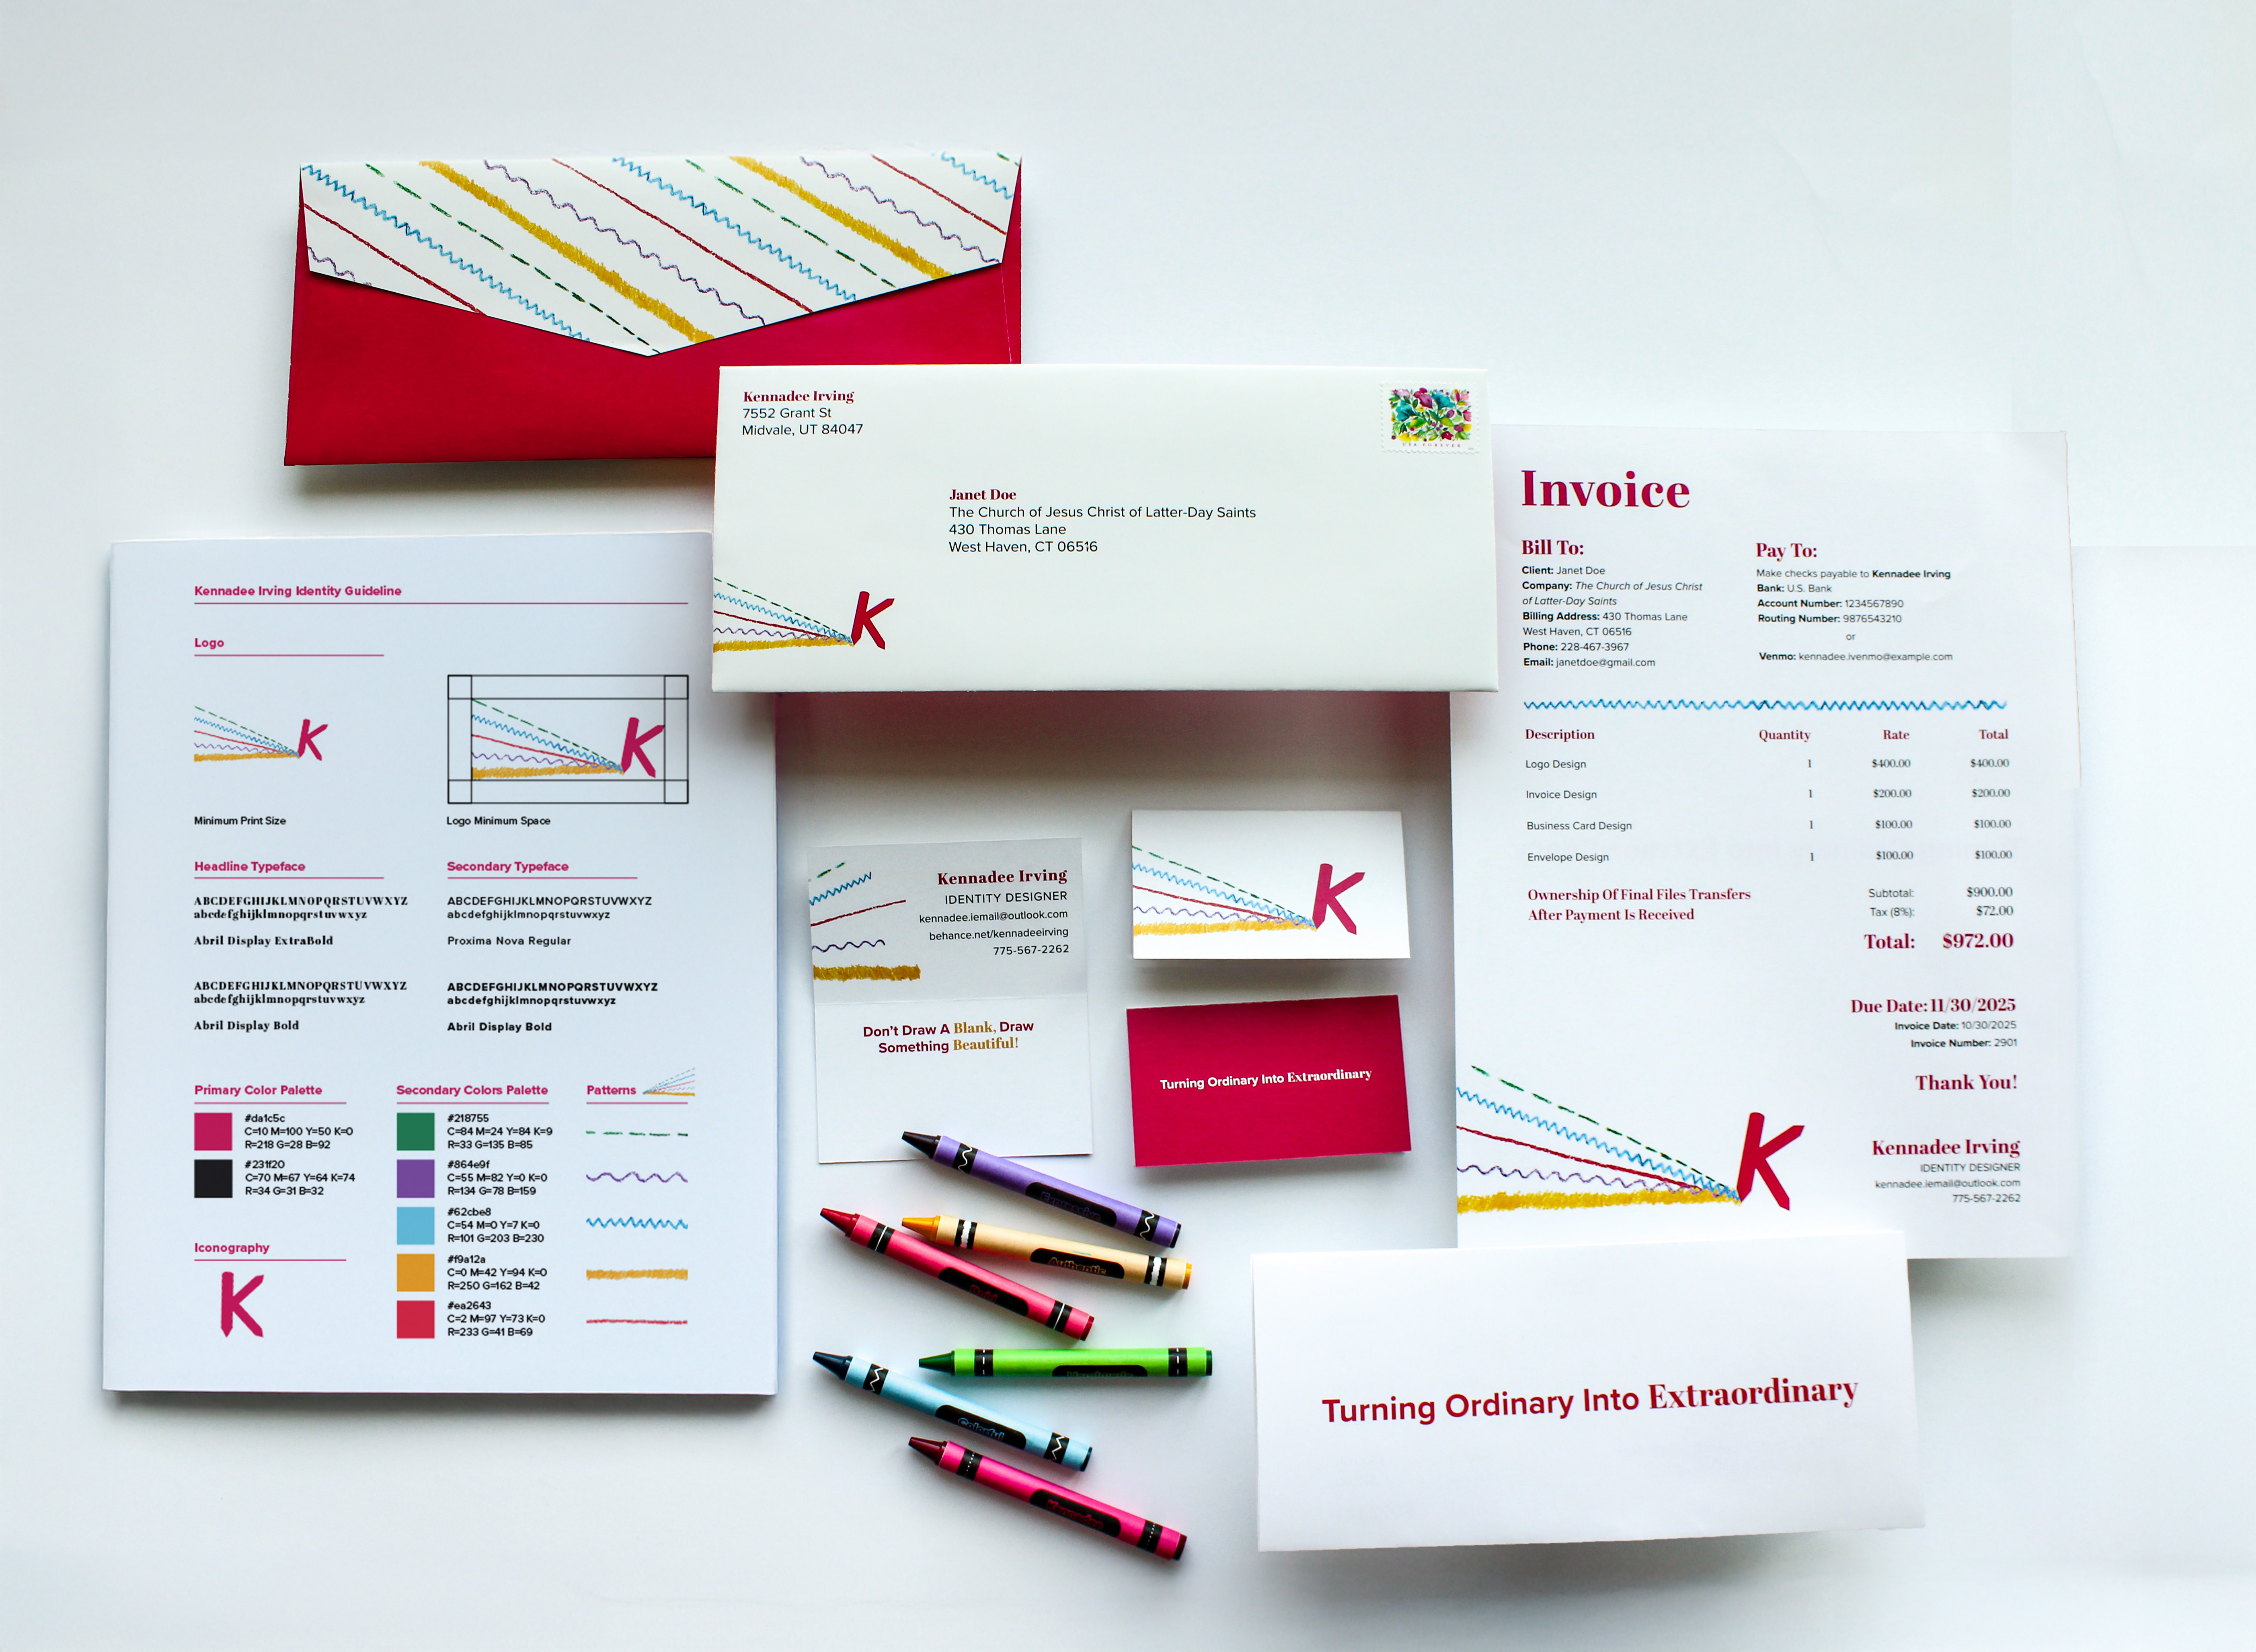 Kennadee Irving
7552 Grant St
Midvale, UT 84047
USA FOREVER
Janet Doe
The Church of Jesus Christ of Latter-Day Saints
430 Thomas Lane
West Haven, CT 06516
Kennadee Irving Identity Guideline
Logo
K
K
Minimum Print Size
Logo Minimum Space
Headline Typeface
Secondary Typeface
ABCDEFGHIJKLMNOPQRSTUVWXYZ
abcdefghijklmnopqrstuvwxyz
Abril Display ExtraBold
ABCDEFGHIJKLMNOPQRSTUVWXYZ
abcdefghijklmnopqrstuvwxyz
Proxima Nova Regular
ABCDEFGHIJKLMNOPQRSTUVWXYZ
abcdefghijklmnopqrstuvwxyz
Abril Display Bold
ABCDEFGHIJKLMNOPQRSTUVWXYZ
abcdefghijklmnopqrstuvwxyz
Abril Display Bold
Primary Color Palette
#da1c5c
C=10 M=100 Y=50 K=0
R=218 G=28 B=92
#231f20
C=70 M=67 Y=64 K=74
R=34 G=31 B=32
Iconography
K
Secondary Colors Palette
#218755
C=84 M=24 Y=84 K=9
R=33 G=135 B=85
#864e9f
C=55 M=82 Y=0 K=0
R=134 G=78 B=159
#62cbe8
C=54 M=0 Y=7 K=0
R=101 G=203 B=230
#f9a12a
C=0 M=42 Y=94 K=0
R=250 G=162 B=42
#ea2643
C=2 M=97 Y=73 K=0
R=233 G=41 B=69
Patterns
K
Kennadee Irving
IDENTITY DESIGNER
kennadee.iemail@outlook.com
behance.net/kennadeeirving
775-567-2262
Don't Draw A Blank, Draw
Something Beautiful!
K
Turning Ordinary Into Extraordinary
Authentic
Colorful
Invoice
Bill To:
Client: Janet Doe
Company: The Church of Jesus Christ
of Latter-Day Saints
Billing Address: 430 Thomas Lane
West Haven, CT 06516
Phone: 228-467-3967
Email: janetdoe@gmail.com
Pay To:
Make checks payable to Kennadee Irving
Bank: U.S. Bank
Account Number: 1234567890
Routing Number: 9876543210
or
Venmo: kennadee.ivenmo@example.com
Description Quantity Rate Total
Logo Design 1 $400.00 $400.00
Invoice Design 1 $200.00 $200.00
Business Card Design 1 $100.00 $100.00
Envelope Design 1 $100.00 $100.00
Ownership Of Final Files Transfers
After Payment Is Received
Subtotal: $900.00
Tax (8%): $72.00
Total: $972.00
Due Date: 11/30/2025
Invoice Date: 10/30/2025
Invoice Number: 2901
Thank You!
K
Kennadee Irving
IDENTITY DESIGNER
kennadee.iemail@outlook.com
775-567-2262
Turning Ordinary Into Extraordinary